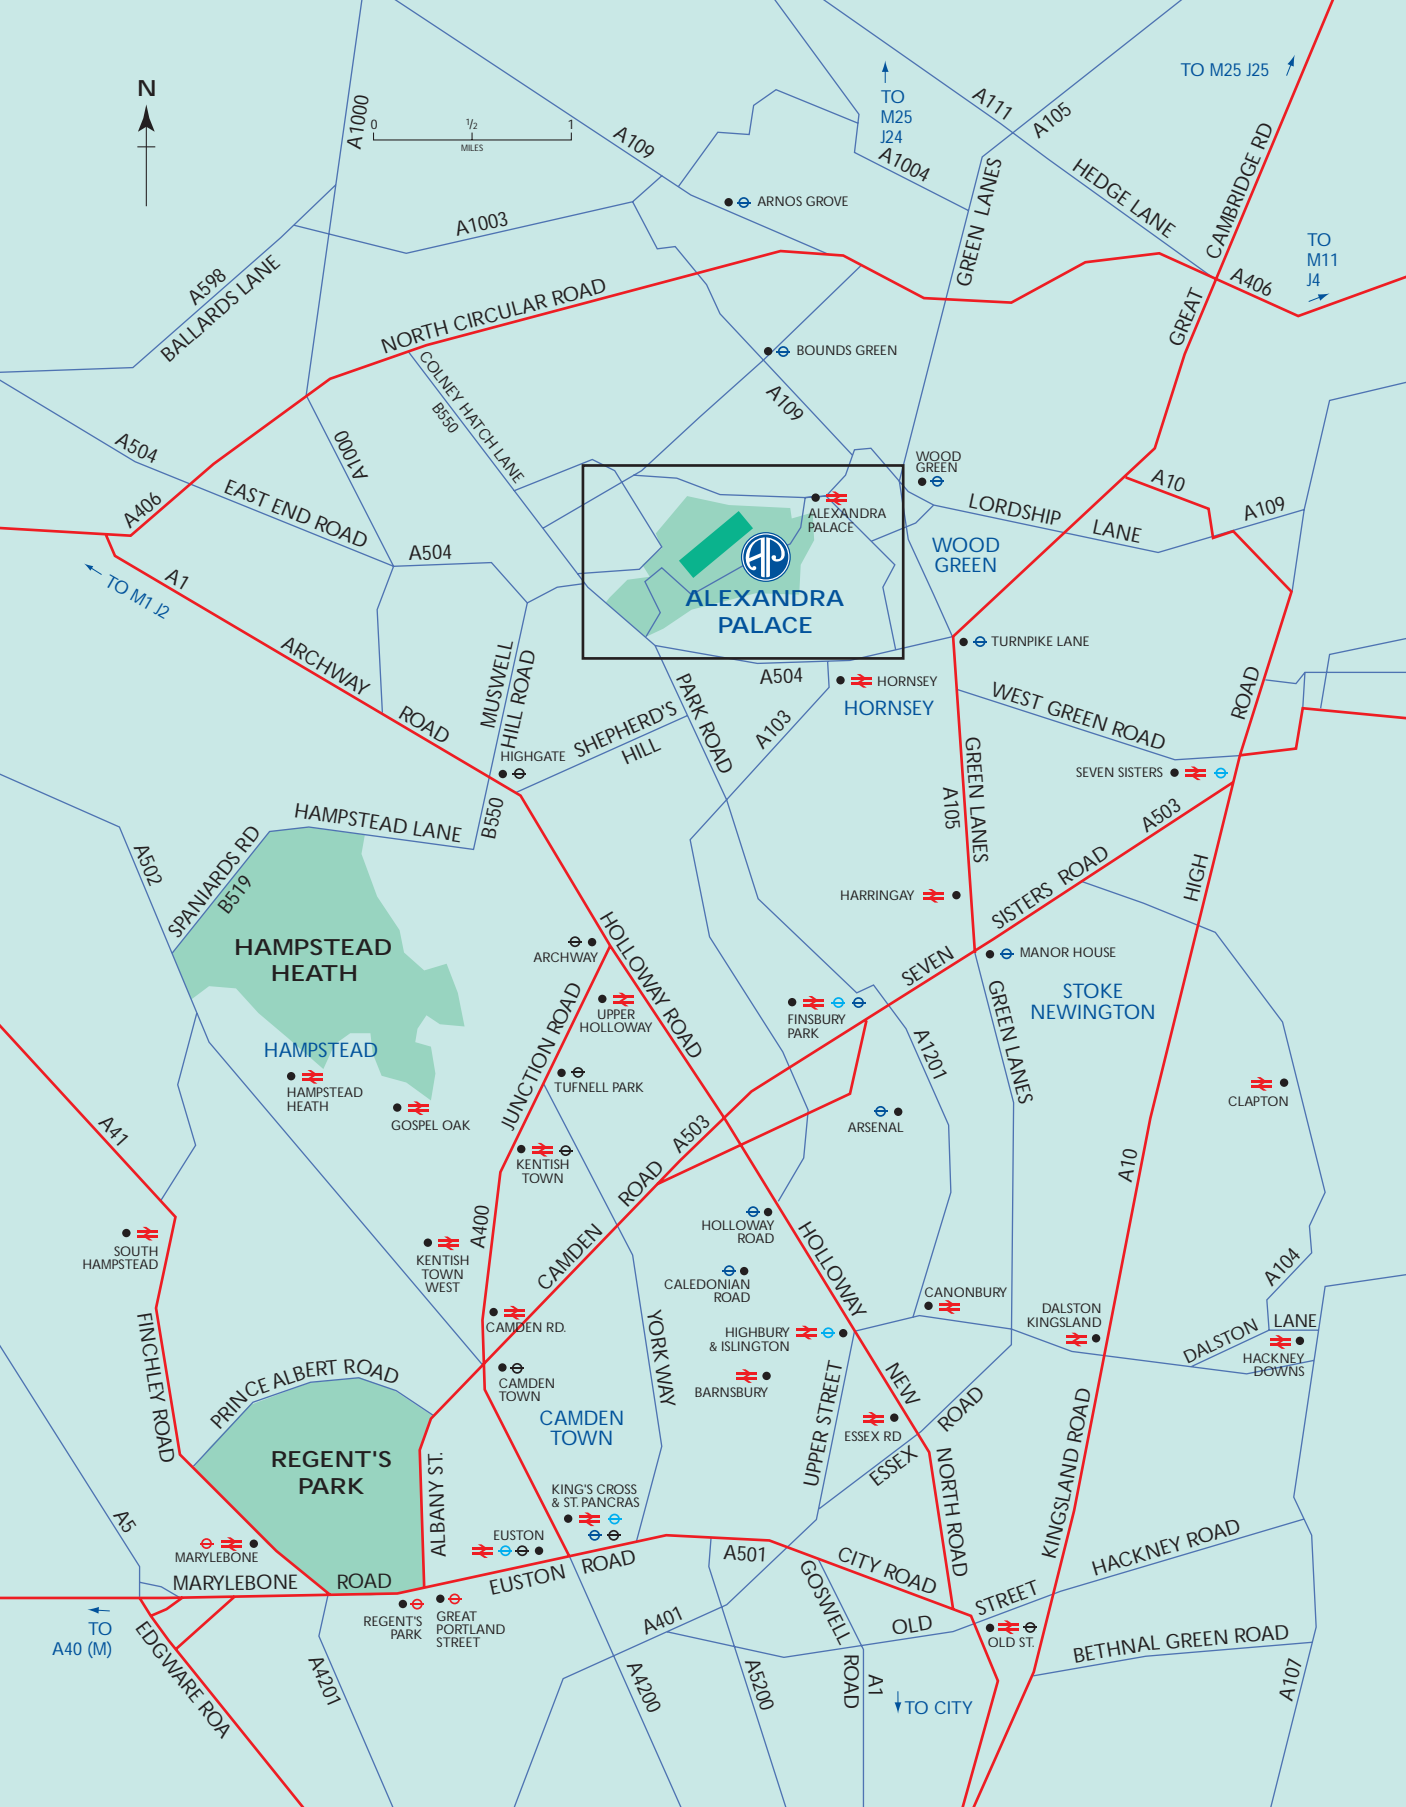 N
0
1/2
1
MILES
A1000
A109
A1003
A598
BALLARDS LANE
NORTH CIRCULAR ROAD
TO
M25
J24
A1004
A111
A105
GREEN LANES
HEDGE LANE
TO M25 J25
CAMBRIDGE RD
GREAT
A406
TO
M11
J4
ARNOS GROVE
BOUNDS GREEN
A109
COLNEY HATCH LANE
B550
A1000
A504
A406
EAST END ROAD
A504
TO M1 J2
A1
ARCHWAY
ROAD
MUSWELL
HILL ROAD
WOOD
GREEN
ALEXANDRA
PALACE
AP
ALEXANDRA
PALACE
LORDSHIP
LANE
A10
A109
WOOD
GREEN
TURNPIKE LANE
A504
HORNSEY
HORNSEY
PARK ROAD
A103
SHEPHERD'S
HILL
HIGHGATE
B550
WEST GREEN ROAD
ROAD
SEVEN SISTERS
A503
GREEN LANES
A105
HAMPSTEAD LANE
SPANIARDS RD
B519
A502
HAMPSTEAD
HEATH
HARRINGAY
SISTERS
ROAD
SEVEN
HIGH
MANOR HOUSE
STOKE
NEWINGTON
GREEN LANES
ARCHWAY
HOLLOWAY ROAD
UPPER
HOLLOWAY
FINSBURY
PARK
A1201
JUNCTION ROAD
TUFNELL PARK
HAMPSTEAD
HAMPSTEAD
HEATH
GOSPEL OAK
ARSENAL
CLAPTON
A41
A503
KENTISH
TOWN
A10
ROAD
CAMDEN
A400
SOUTH
HAMPSTEAD
KENTISH
TOWN
WEST
HOLLOWAY
ROAD
CALEDONIAN
ROAD
HOLLOWAY
CANONBURY
A104
DALSTON
KINGSLAND
DALSTON
LANE
HACKNEY
DOWNS
CAMDEN RD.
HIGHBURY
& ISLINGTON
FINCHLEY ROAD
PRINCE ALBERT ROAD
CAMDEN
TOWN
CAMDEN
TOWN
YORK WAY
BARNSBURY
UPPER STREET
NEW
NORTH ROAD
ESSEX RD
ESSEX
ROAD
KINGSLAND ROAD
REGENT'S
PARK
ALBANY ST.
KING'S CROSS
& ST. PANCRAS
EUSTON
A5
MARYLEBONE
MARYLEBONE
ROAD
EUSTON
ROAD
A501
CITY ROAD
GOSWELL
ROAD
HACKNEY ROAD
OLD
STREET
OLD ST.
BETHNAL GREEN ROAD
REGENT'S
PARK
GREAT
PORTLAND
STREET
TO
A40 (M)
EDGWARE ROA
A4201
A401
A4200
A5200
A1
TO CITY
A107